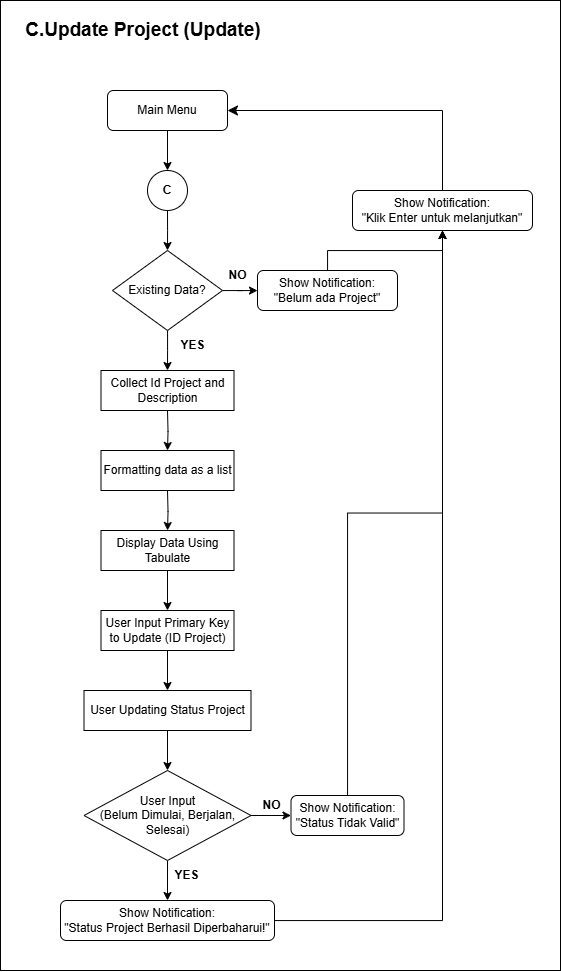 C.Update Project (Update)
Main Menu
C
Show Notification:
"Klik Enter untuk melanjutkan"
Existing Data?
NO
Show Notification:
"Belum ada Project"
YES
Collect Id Project and
Description
Formatting data as a list
Display Data Using
Tabulate
User Input Primary Key
to Update (ID Project)
User Updating Status Project
User Input
(Belum Dimulai, Berjalan,
Selesai)
NO
Show Notification:
"Status Tidak Valid"
YES
Show Notification:
"Status Project Berhasil Diperbaharui!"